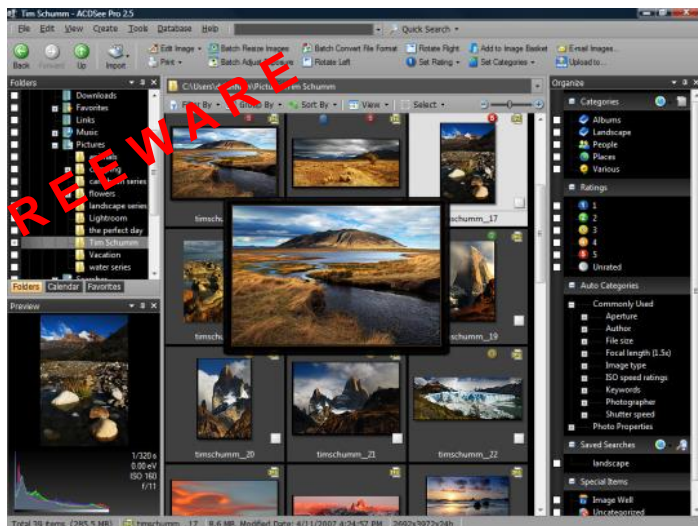 Tim Schumm - ACDSee Pro 2.5
File Edit View Create Tools Database Help Quick Search
Back Forward Up Import
Edit Image Batch Resize Images Batch Convert File Format Rotate Right Add to Image Basket E-mail Images...
Print Batch Adjust Exposure Rotate Left Set Rating Set Categories Upload to...
Folders
Downloads
Favorites
Links
Music
Pictures
flowers
landscape series
Lightroom
the perfect day
Tim Schumm
Vacation
water series
Folders Calendar Favorites
Filter By Group By Sort By View Select
REEWARE
timschumm_20
timschumm_21
timschumm_22
Preview
1/320 s
0.00 eV
ISO 160
f/11
Organize
Categories
Albums
Landscape
People
Places
Various
Ratings
1
2
3
4
5
Unrated
Auto Categories
Commonly Used
Aperture
Author
File size
Focal length (1.5x)
Image type
ISO speed ratings
Keywords
Photographer
Shutter speed
Photo Properties
Saved Searches
landscape
Special Items
Image Well
Uncategorized
Total 39 items (285.5 MB) timschumm_17 8.6 MB, Modified Date: 4/11/2007 4:24:57 PM